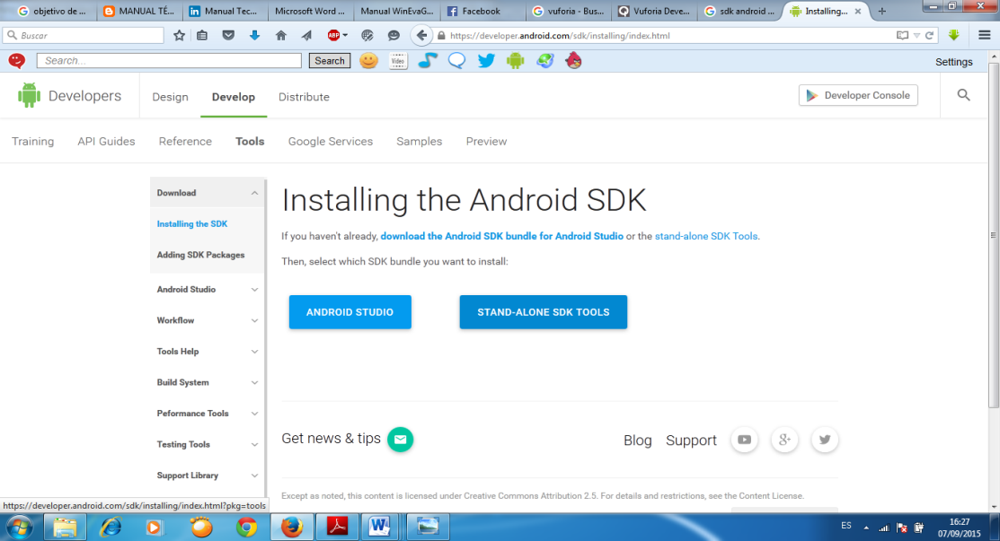 objetivo de ...
MANUAL TÉ...
Manual Tec...
Microsoft Word ...
Manual WinEvaG...
Facebook
vuforia - Bus...
Vuforia Deve...
sdk android ...
Installing...
Buscar
ABP
https://developer.android.com/sdk/installing/index.html
Search...
Search
Video
Settings
Developers
Design
Develop
Distribute
Developer Console
Training
API Guides
Reference
Tools
Google Services
Samples
Preview
Download
Installing the SDK
Adding SDK Packages
Android Studio
Workflow
Tools Help
Build System
Peformance Tools
Testing Tools
Support Library
Installing the Android SDK
If you haven't already, download the Android SDK bundle for Android Studio or the stand-alone SDK Tools.
Then, select which SDK bundle you want to install:
ANDROID STUDIO
STAND-ALONE SDK TOOLS
Get news & tips
Blog
Support
Except as noted, this content is licensed under Creative Commons Attribution 2.5. For details and restrictions, see the Content License.
https://developer.android.com/sdk/installing/index.html?pkg=tools
ES
16:27
07/09/2015